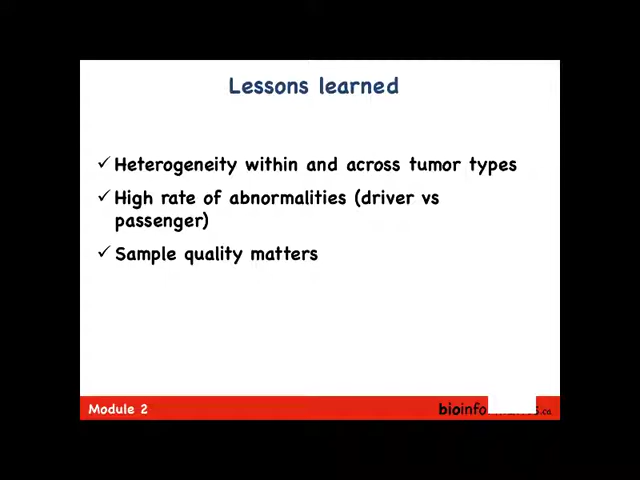 Lessons learned
✓ Heterogeneity within and across tumor types
✓ High rate of abnormalities (driver vs
passenger)
✓ Sample quality matters
Module 2